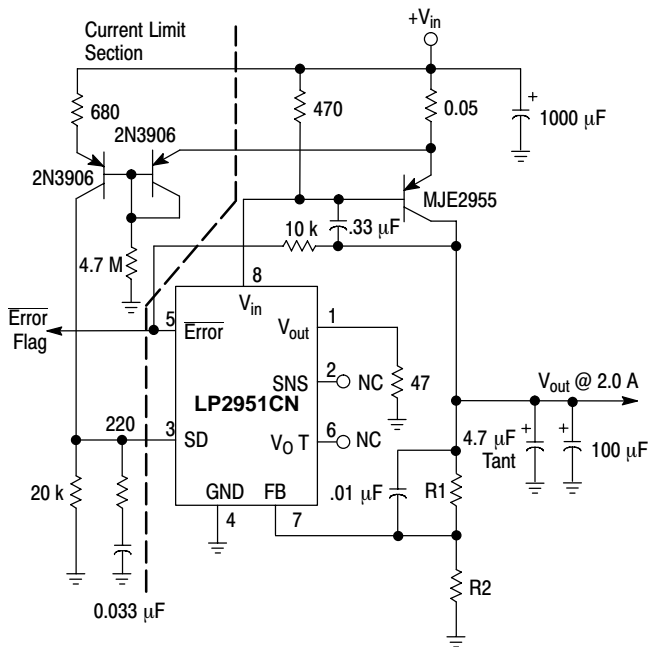 Current Limit
Section
+Vin
680
470
0.05
1000 μF
+
2N3906
2N3906
MJE2955
10 k
.33 μF
4.7 M
8
Vin
Error
Flag
5
Error
Vout
1
SNS
2
NC
47
LP2951CN
Vout @ 2.0 A
220
3
SD
VO T
6
NC
4.7 μF
Tant
+
+
100 μF
20 k
GND
FB
.01 μF
R1
4
7
R2
0.033 μF